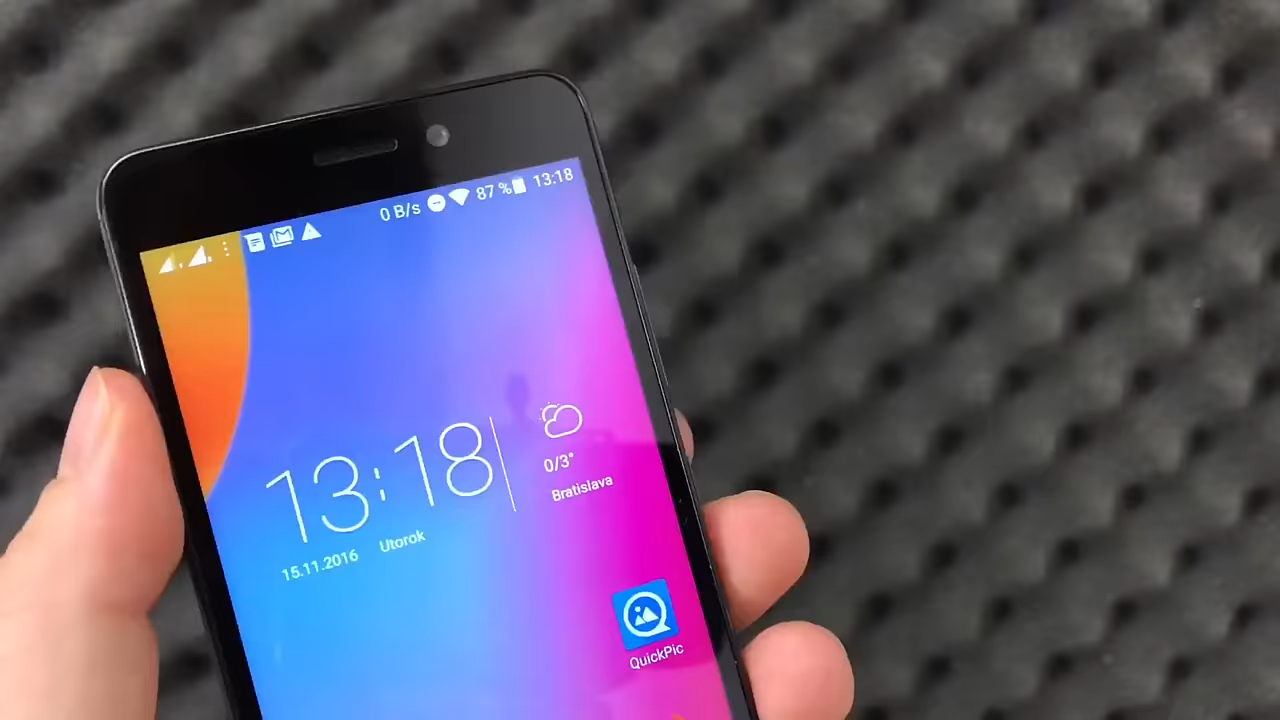 0 B/s 87 % 13:18
13:18
0/3°
Bratislava
15.11.2016 Utorok
QuickPic